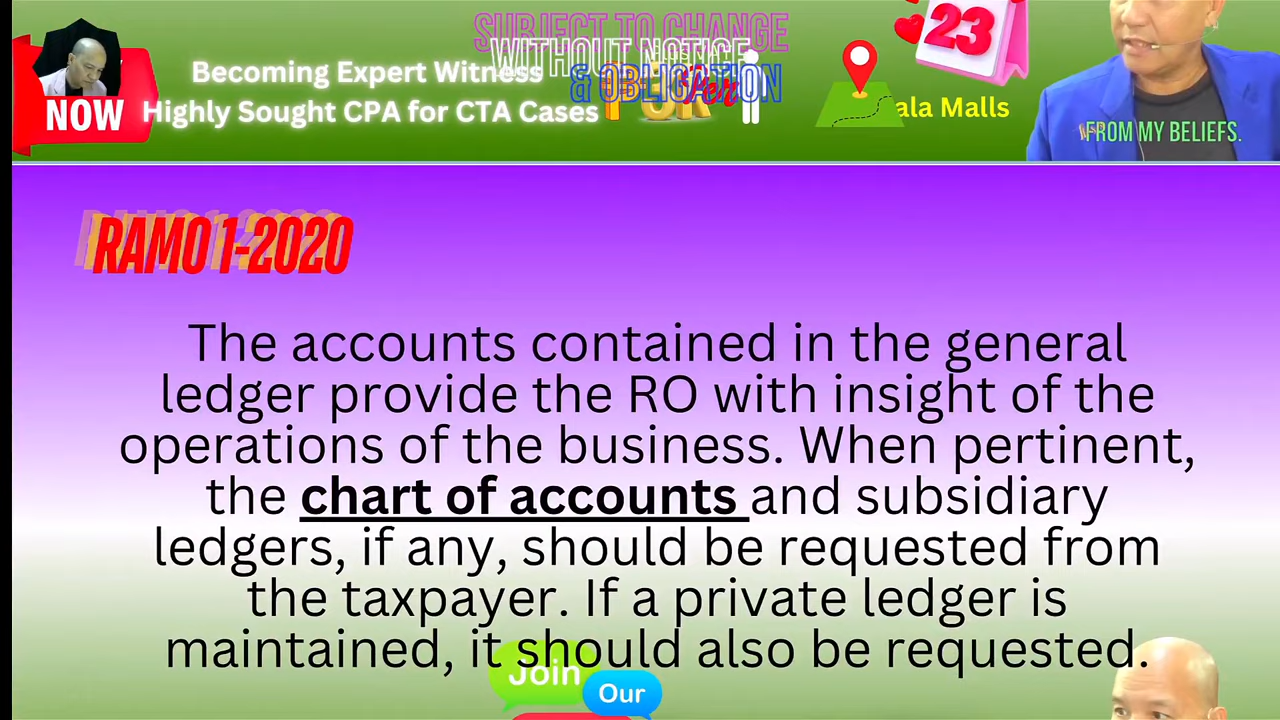 SUBJECT TO CHANGE
WITHOUT NOTICE
& OBLIGATION
Per
23
NOW
Becoming Expert Witness
Highly Sought CPA for CTA Cases
ala Malls
FROM MY BELIEFS.
RAMO 1-2020
The accounts contained in the general
ledger provide the RO with insight of the
operations of the business. When pertinent,
the chart of accounts and subsidiary
ledgers, if any, should be requested from
the taxpayer. If a private ledger is
maintained, it should also be requested.
Join
Our